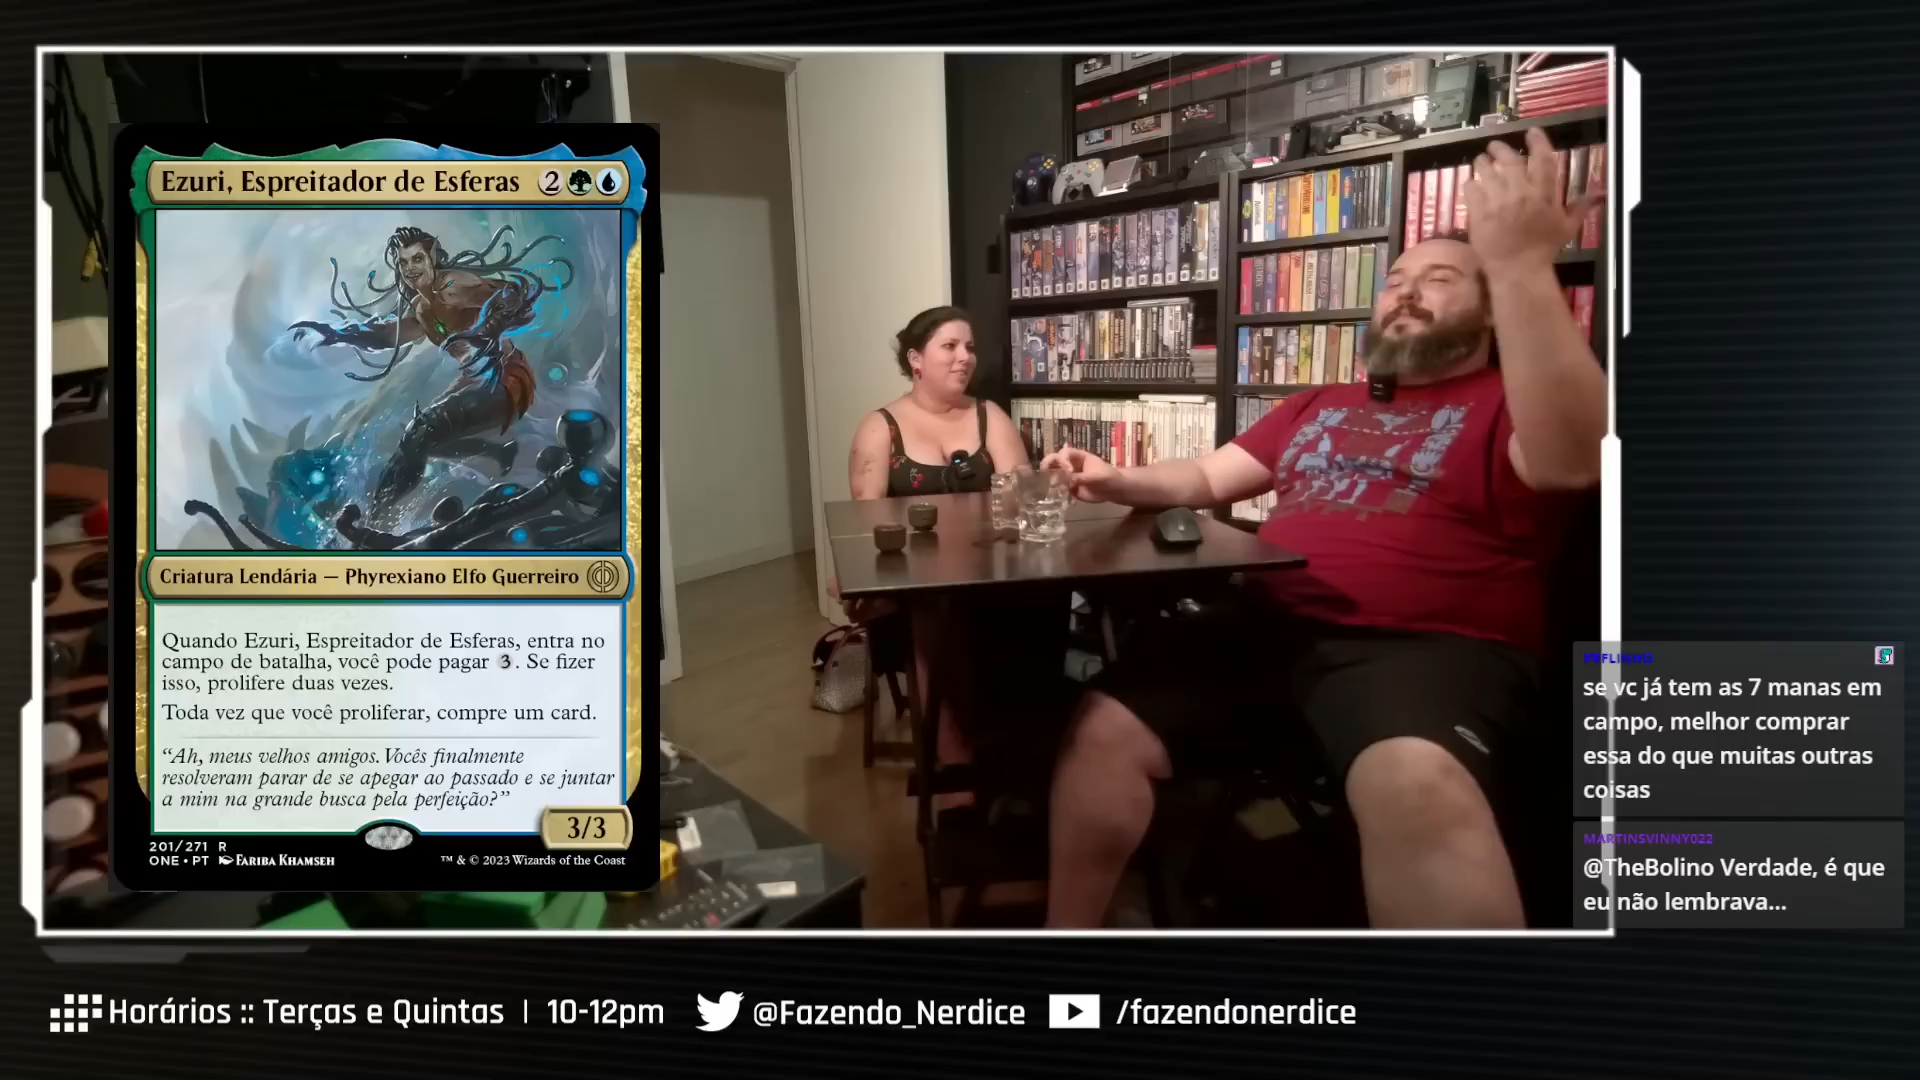 Ezuri, Espreitador de Esferas 2
Criatura Lendária — Phyrexiano Elfo Guerreiro
Quando Ezuri, Espreitador de Esferas, entra no
campo de batalha, você pode pagar 3. Se fizer
isso, prolifere duas vezes.
Toda vez que você proliferar, compre um card.
“Ah, meus velhos amigos. Vocês finalmente
resolveram parar de se apegar ao passado e se juntar
a mim na grande busca pela perfeição?”
3/3
201/271 R
ONE • PT Fariba Khamseh
™ & © 2023 Wizards of the Coast
se vc já tem as 7 manas em
campo, melhor comprar
essa do que muitas outras
coisas
MARTINSVINNY022
@TheBolino Verdade, é que
eu não lembrava...
Horários :: Terças e Quintas | 10-12pm @Fazendo_Nerdice /fazendonerdice